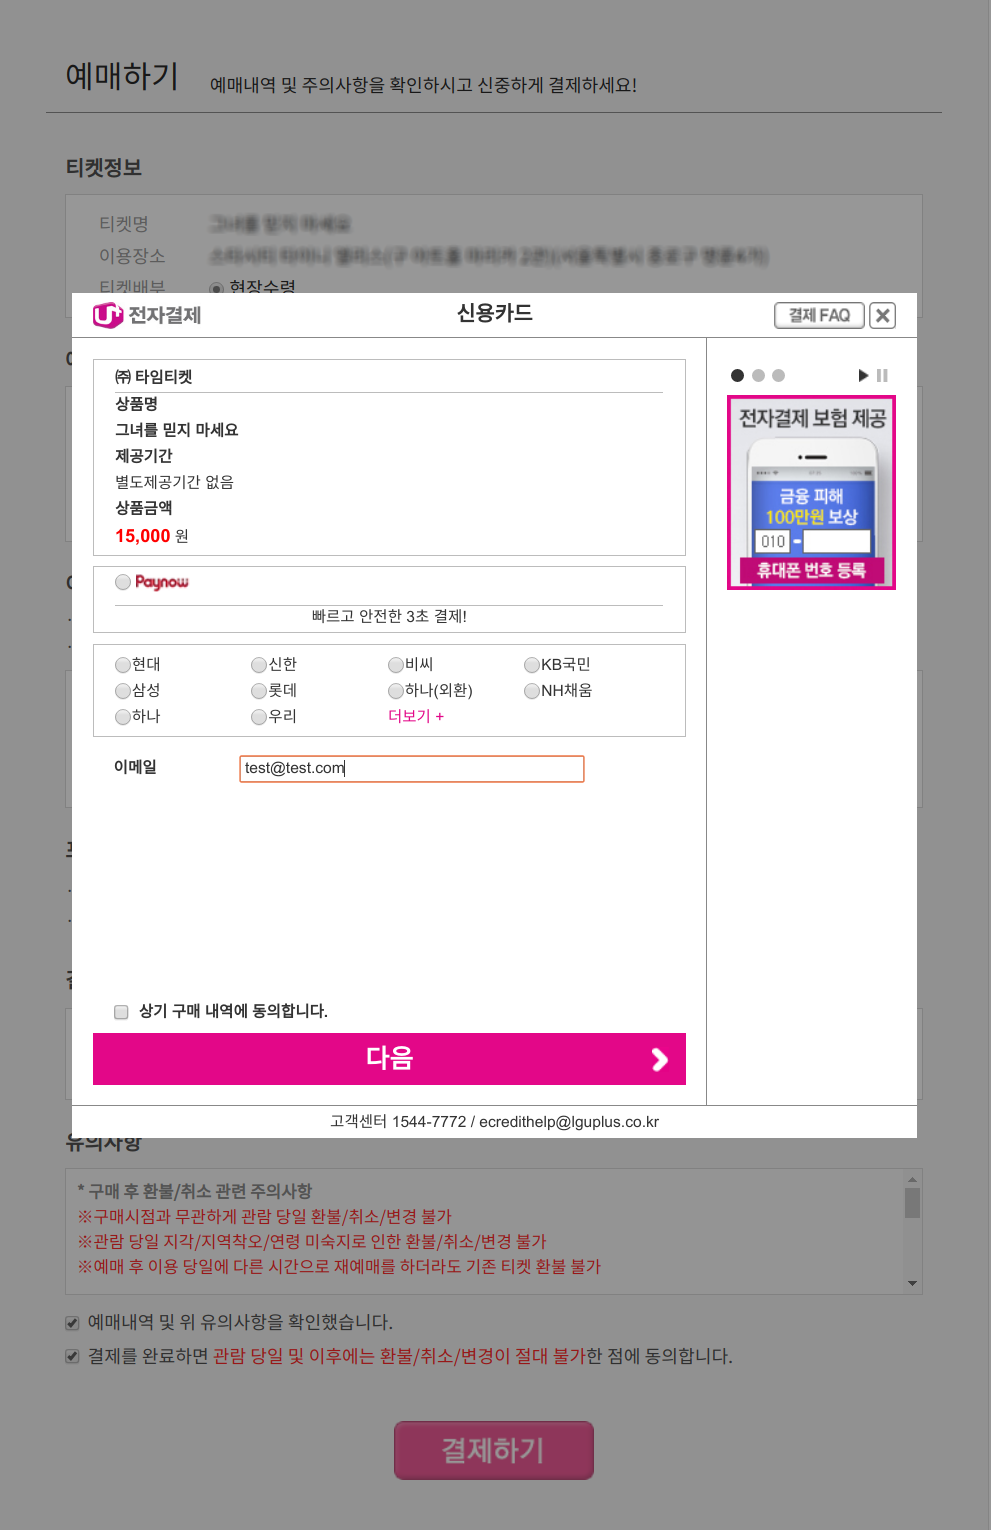 예매하기
예매내역 및 주의사항을 확인하시고 신중하게 결제하세요!
티켓정보
티켓명
이용장소
티켓배부 현장수령
U+ 전자결제
신용카드
결제 FAQ
㈜ 타임티켓
상품명
그녀를 믿지 마세요
제공기간
별도제공기간 없음
상품금액
15,000 원
Paynow
빠르고 안전한 3초 결제!
현대 신한 비씨 KB국민
삼성 롯데 하나(외환) NH채움
하나 우리 더보기 +
이메일 test@test.com
상기 구매 내역에 동의합니다.
다음
전자결제 보험 제공
금융 피해
100만원 보상
010 -
휴대폰 번호 등록
고객센터 1544-7772 / ecredithelp@lguplus.co.kr
유의사항
* 구매 후 환불/취소 관련 주의사항
※구매시점과 무관하게 관람 당일 환불/취소/변경 불가
※관람 당일 지각/지역착오/연령 미숙지로 인한 환불/취소/변경 불가
※예매 후 이용 당일에 다른 시간으로 재예매를 하더라도 기존 티켓 환불 불가
예매내역 및 위 유의사항을 확인했습니다.
결제를 완료하면 관람 당일 및 이후에는 환불/취소/변경이 절대 불가한 점에 동의합니다.
결제하기